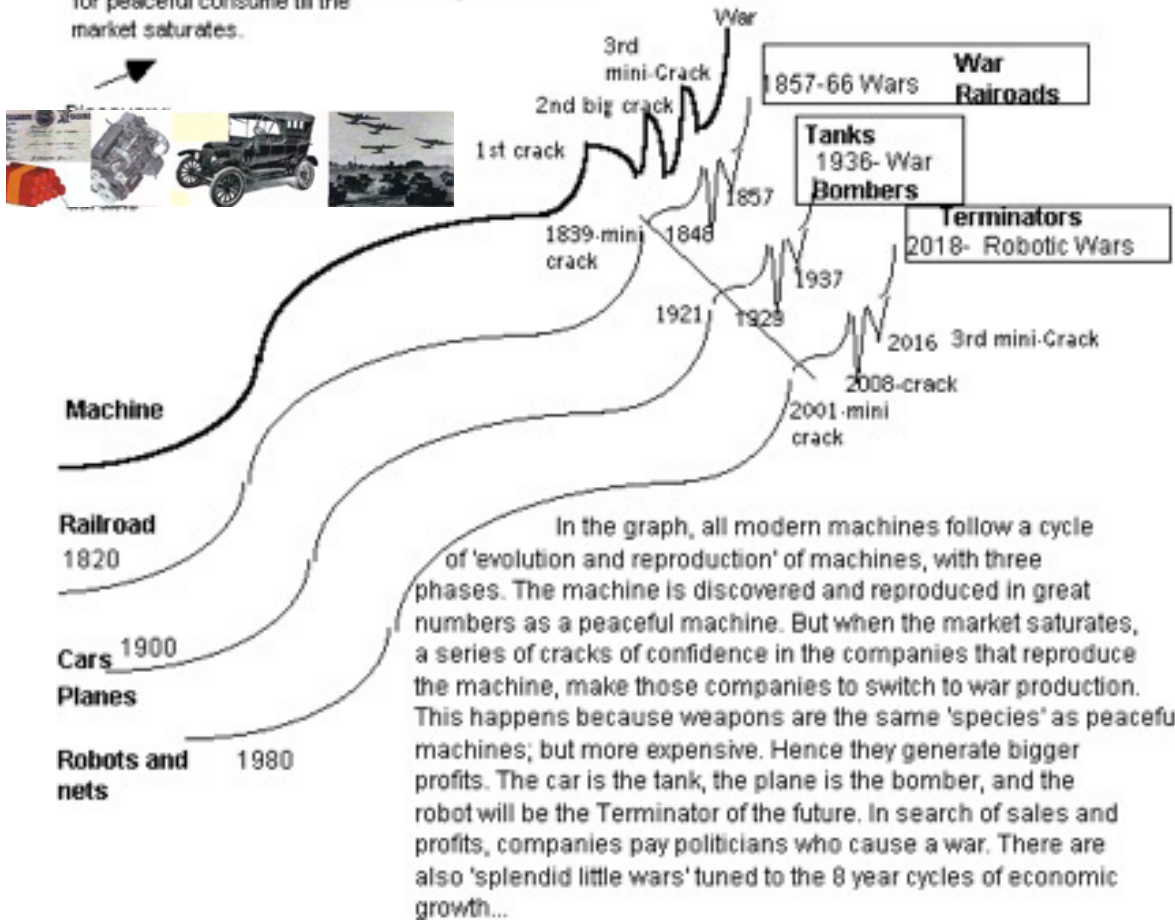 for peaceful consume till the
market saturates.
War
3rd
mini-Crack
2nd big crack
1st crack
War
1857-66 Wars
Rairoads
Tanks
1936- War
Bombers
Terminators
2018- Robotic Wars
1857
1839-mini
crack
1848
1937
1921
1929
2016 3rd mini-Crack
2008-crack
2001-mini
crack
Machine
Railroad
1820
Cars 1900
Planes
Robots and
nets
1980
In the graph, all modern machines follow a cycle
of 'evolution and reproduction' of machines, with three
phases. The machine is discovered and reproduced in great
numbers as a peaceful machine. But when the market saturates,
a series of cracks of confidence in the companies that reproduce
the machine, make those companies to switch to war production.
This happens because weapons are the same 'species' as peacefu
machines; but more expensive. Hence they generate bigger
profits. The car is the tank, the plane is the bomber, and the
robot will be the Terminator of the future. In search of sales and
profits, companies pay politicians who cause a war. There are
also 'splendid little wars' tuned to the 8 year cycles of economic
growth...